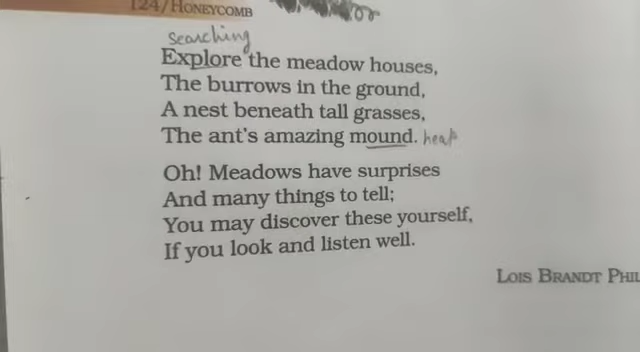 124/HONEYCOMB
searching
Explore the meadow houses,
The burrows in the ground,
A nest beneath tall grasses,
The ant's amazing mound. heap
Oh! Meadows have surprises
And many things to tell;
You may discover these yourself,
If you look and listen well.
LOIS BRANDT PHIL